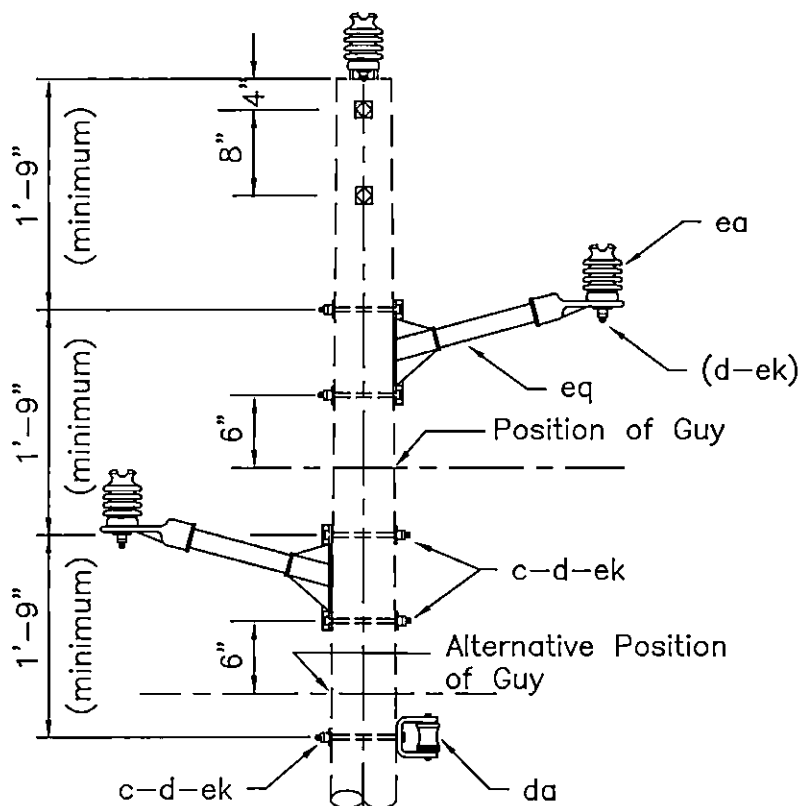 4"
8"
1'-9"
(minimum)
ea
(d-ek)
eq
1'-9"
(minimum)
6"
Position of Guy
c-d-ek
1'-9"
(minimum)
6"
Alternative Position
of Guy
c-d-ek
da